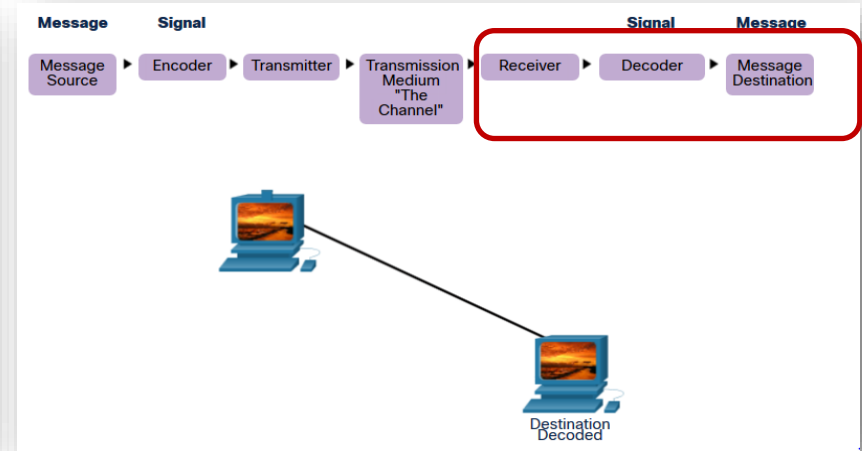 Message Signal Signal Message
Message
Source
Encoder
Transmitter
Transmission
Medium
"The
Channel"
Receiver
Decoder
Message
Destination
Destination
Decoded